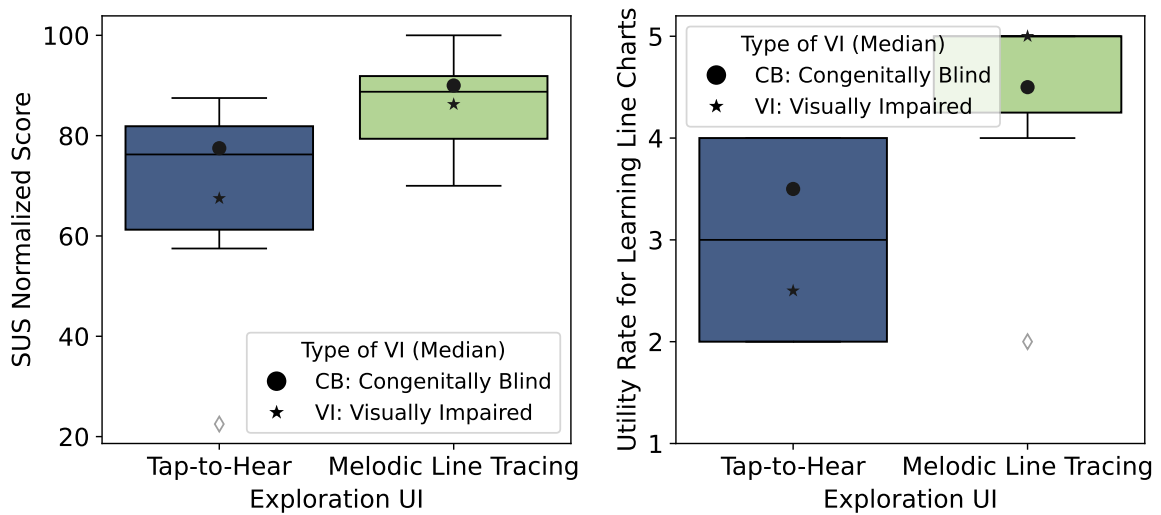 SUS Normalized Score
100
80
60
40
20
Type of VI (Median)
CB: Congenitally Blind
VI: Visually Impaired
Tap-to-Hear
Melodic Line Tracing
Exploration UI
Utility Rate for Learning Line Charts
5
4
3
2
1
Type of VI (Median)
CB: Congenitally Blind
VI: Visually Impaired
Tap-to-Hear
Melodic Line Tracing
Exploration UI